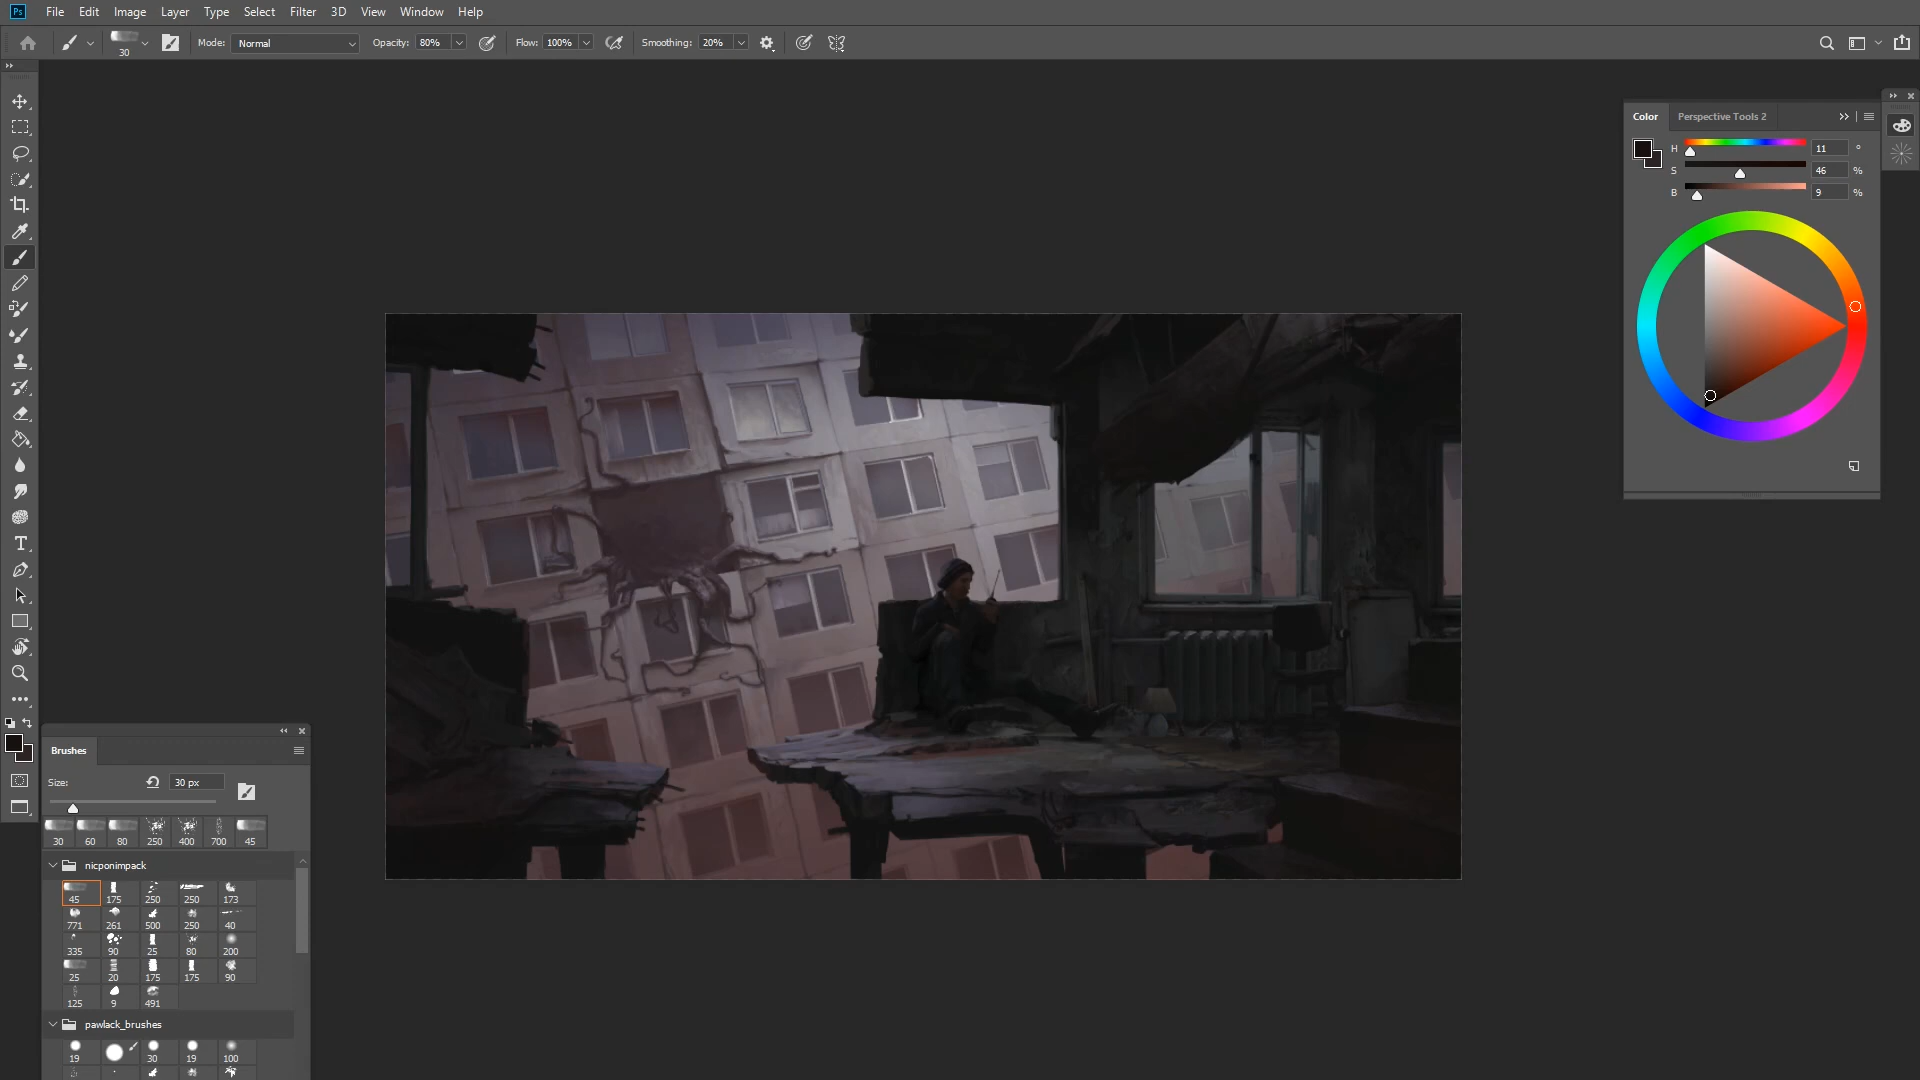 Ps File Edit Image Layer Type Select Filter 3D View Window Help
30 Mode: Normal Opacity: 80% Flow: 100% Smoothing: 20%
Color Perspective Tools 2
H 11 °
S 46 %
B 9 %
Brushes
Size: 30 px
30 60 80 250 400 700 45
nicponimpack
45 175 250 250 173
771 261 500 250 40
335 90 25 80 200
25 20 175 175 90
125 9 491
pawlack_brushes
19 30 19 100